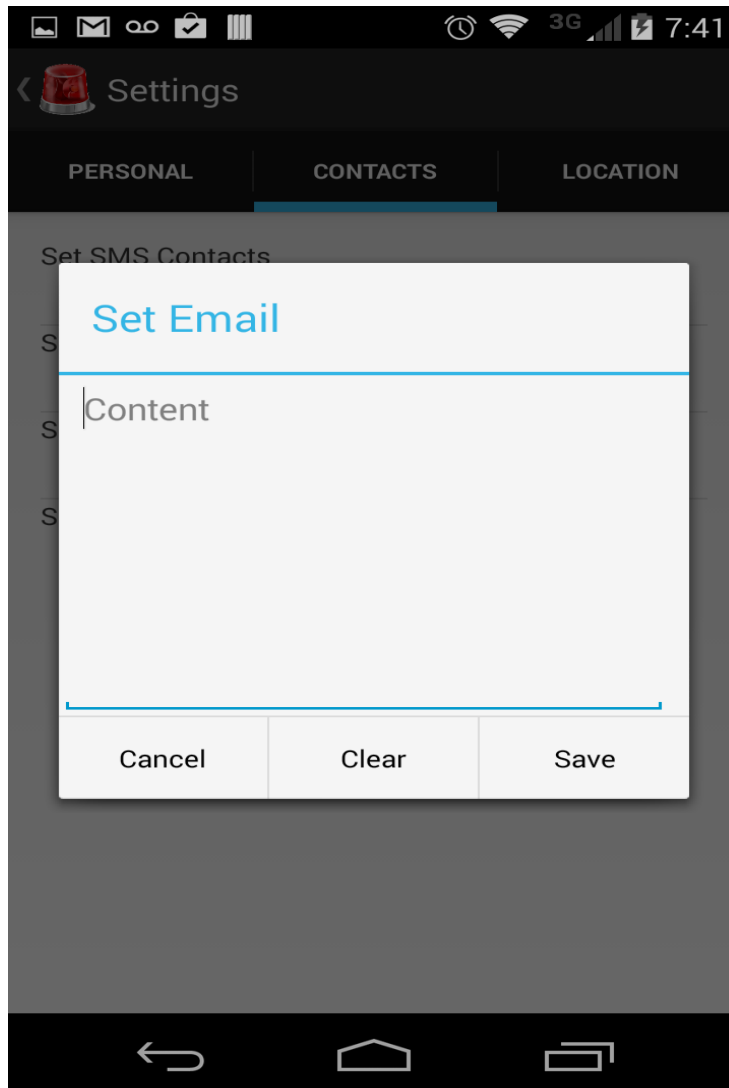 3G 7:41
Settings
PERSONAL CONTACTS LOCATION
Set SMS Contacts
Set Email
S
Content
S
S
Cancel Clear Save